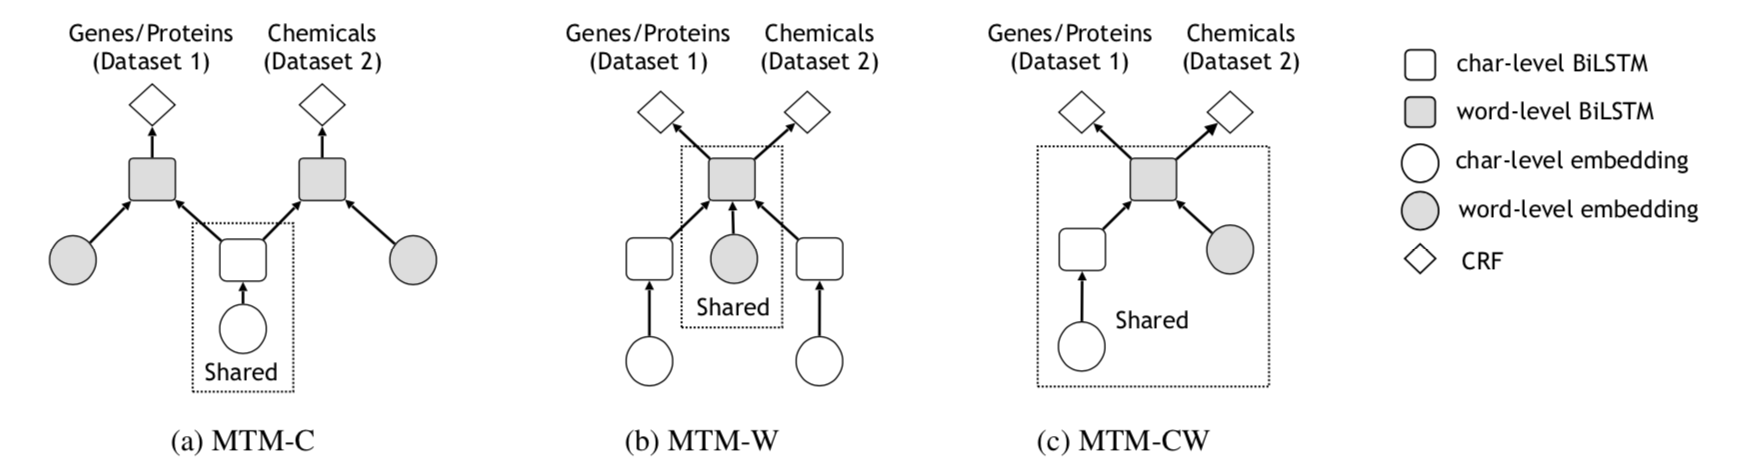 Genes/Proteins
(Dataset 1)
Chemicals
(Dataset 2)
Shared
(a) MTM-C
Genes/Proteins
(Dataset 1)
Chemicals
(Dataset 2)
Shared
(b) MTM-W
Genes/Proteins
(Dataset 1)
Chemicals
(Dataset 2)
Shared
(c) MTM-CW
char-level BiLSTM
word-level BiLSTM
char-level embedding
word-level embedding
CRF